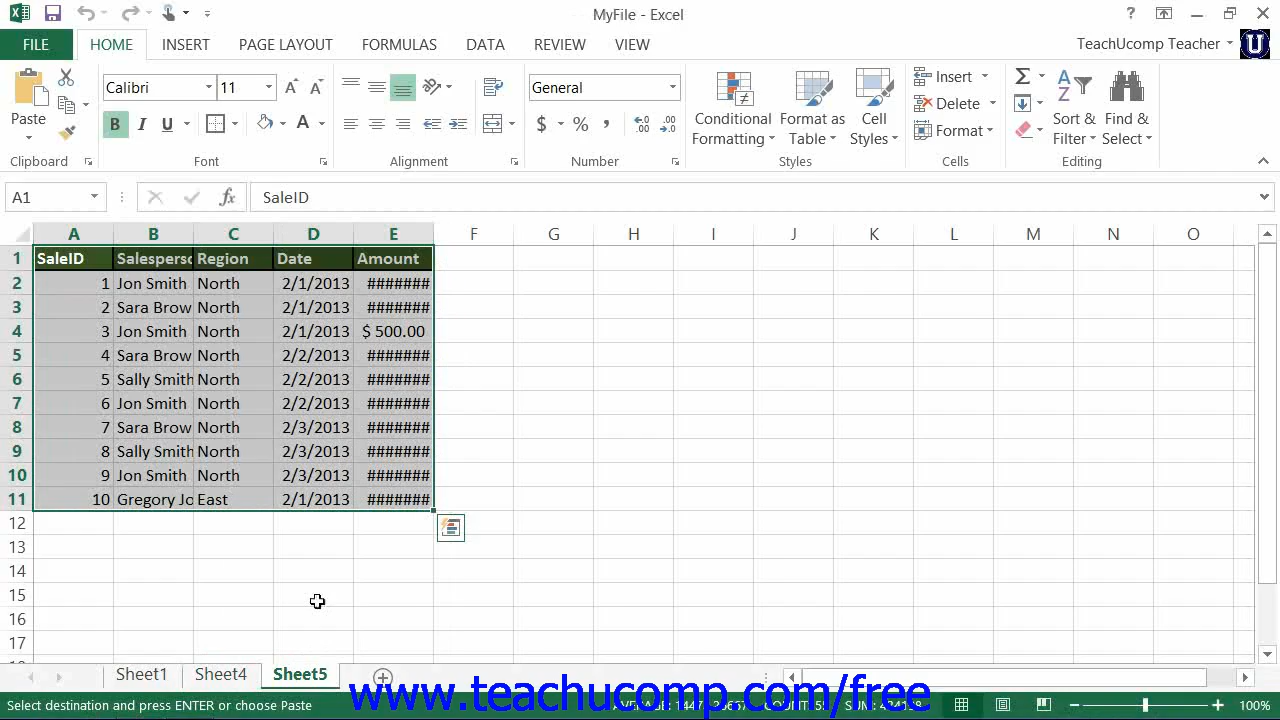 MyFile - Excel
FILE HOME INSERT PAGE LAYOUT FORMULAS DATA REVIEW VIEW TeachUcomp Teacher U
Calibri 11 General Insert
Paste B I U $ % , Conditional Formatting Format as Table Cell Styles Delete Sort & Filter Find & Select
Format
Clipboard Font Alignment Number Styles Cells Editing
A1 fx SaleID
A B C D E F G H I J K L M N O
1 SaleID Salesperso Region Date Amount
2 1 Jon Smith North 2/1/2013 #######
3 2 Sara Brow North 2/1/2013 #######
4 3 Jon Smith North 2/1/2013 $ 500.00
5 4 Sara Brow North 2/2/2013 #######
6 5 Sally Smith North 2/2/2013 #######
7 6 Jon Smith North 2/2/2013 #######
8 7 Sara Brow North 2/3/2013 #######
9 8 Sally Smith North 2/3/2013 #######
10 9 Jon Smith North 2/3/2013 #######
11 10 Gregory Jo East 2/1/2013 #######
12
13
14
15
16
17
Sheet1 Sheet4 Sheet5
www.teachucomp.com/free
Select destination and press ENTER or choose Paste 100%